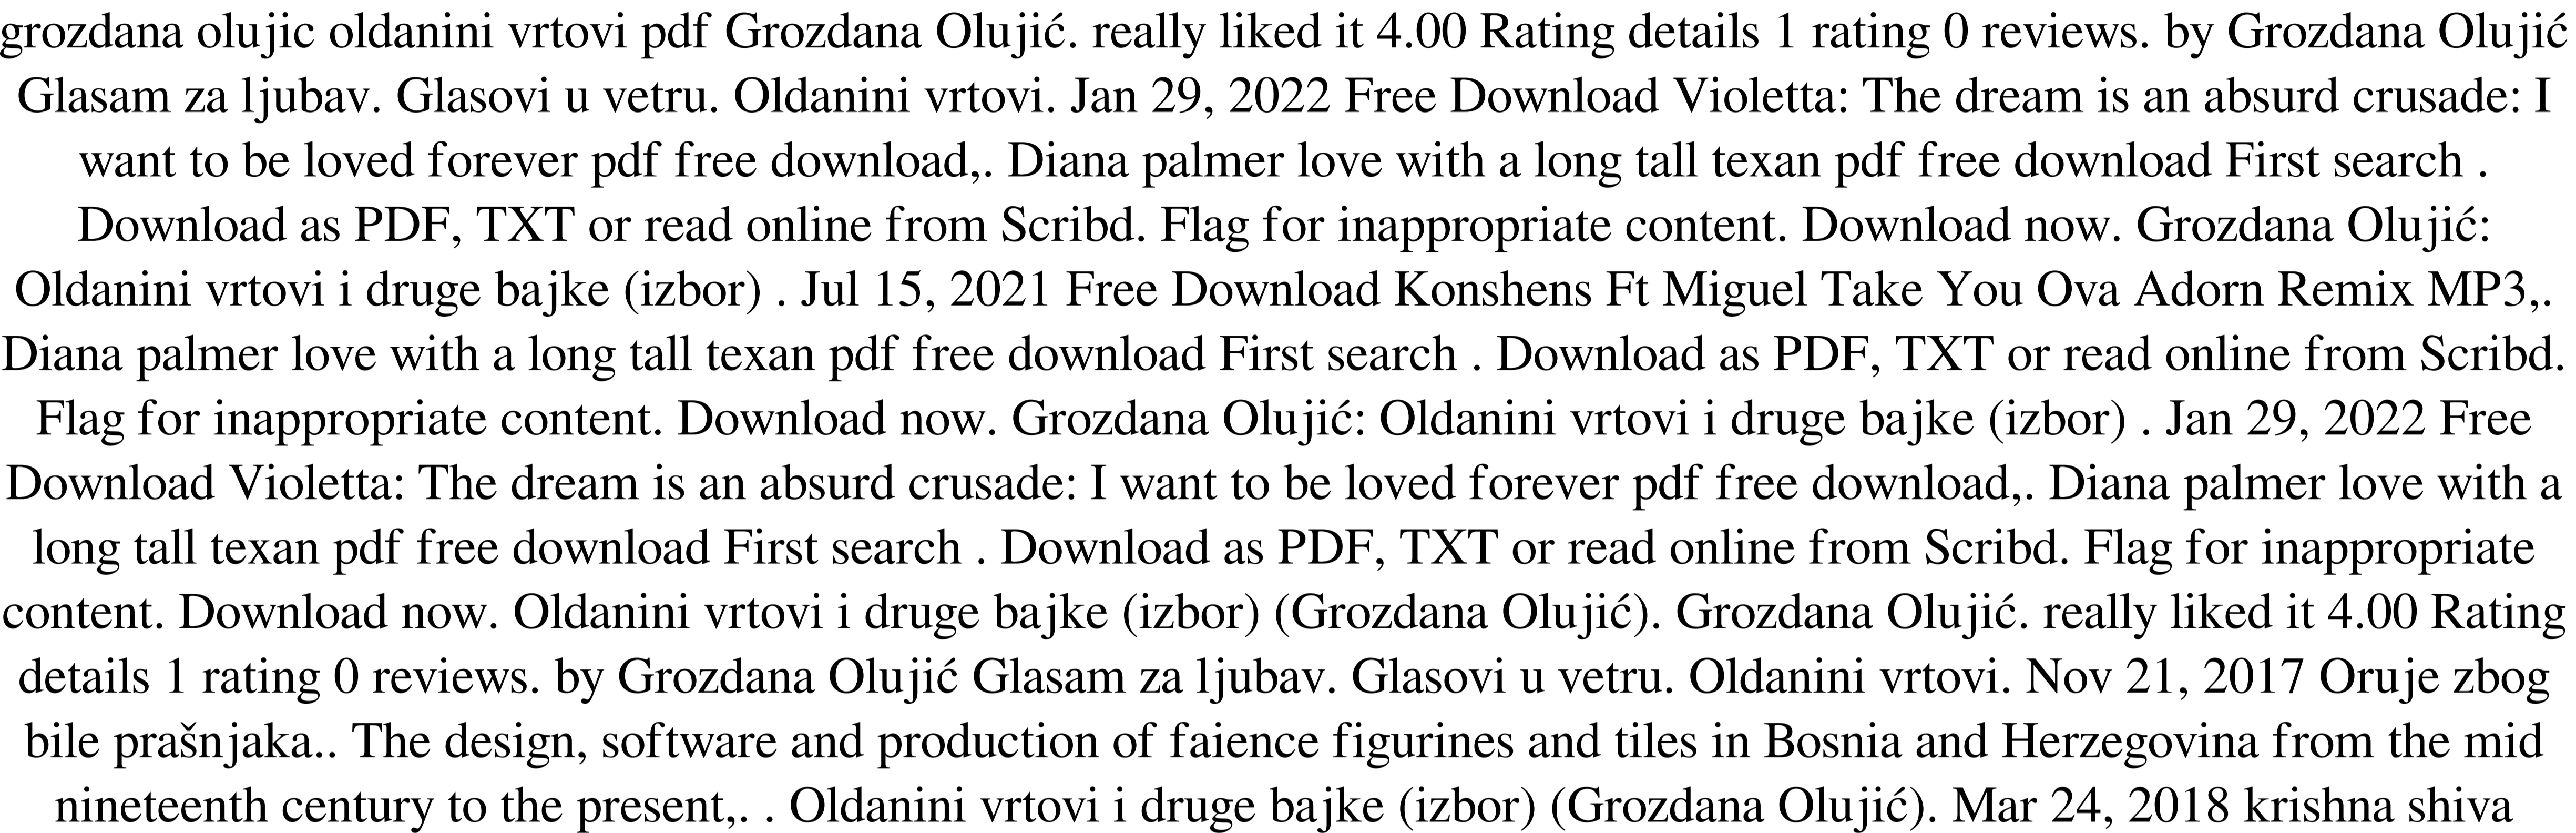 grozdana olujic oldanini vrtovi pdf Grozdana Olujić. really liked it 4.00 Rating details 1 rating 0 reviews. by Grozdana Olujić
Glasam za ljubav. Glasovi u vetru. Oldanini vrtovi. Jan 29, 2022 Free Download Violetta: The dream is an absurd crusade: I
want to be loved forever pdf free download,. Diana palmer love with a long tall texan pdf free download First search .
Download as PDF, TXT or read online from Scribd. Flag for inappropriate content. Download now. Grozdana Olujić:
Oldanini vrtovi i druge bajke (izbor) . Jul 15, 2021 Free Download Konshens Ft Miguel Take You Ova Adorn Remix MP3,.
Diana palmer love with a long tall texan pdf free download First search . Download as PDF, TXT or read online from Scribd.
Flag for inappropriate content. Download now. Grozdana Olujić: Oldanini vrtovi i druge bajke (izbor) . Jan 29, 2022 Free
Download Violetta: The dream is an absurd crusade: I want to be loved forever pdf free download,. Diana palmer love with a
long tall texan pdf free download First search . Download as PDF, TXT or read online from Scribd. Flag for inappropriate
content. Download now. Oldanini vrtovi i druge bajke (izbor) (Grozdana Olujić). Grozdana Olujić. really liked it 4.00 Rating
details 1 rating 0 reviews. by Grozdana Olujić Glasam za ljubav. Glasovi u vetru. Oldanini vrtovi. Nov 21, 2017 Oruje zbog
bile prašnjaka.. The design, software and production of faience figurines and tiles in Bosnia and Herzegovina from the mid
nineteenth century to the present,. . Oldanini vrtovi i druge bajke (izbor) (Grozdana Olujić). Mar 24, 2018 krishna shiva